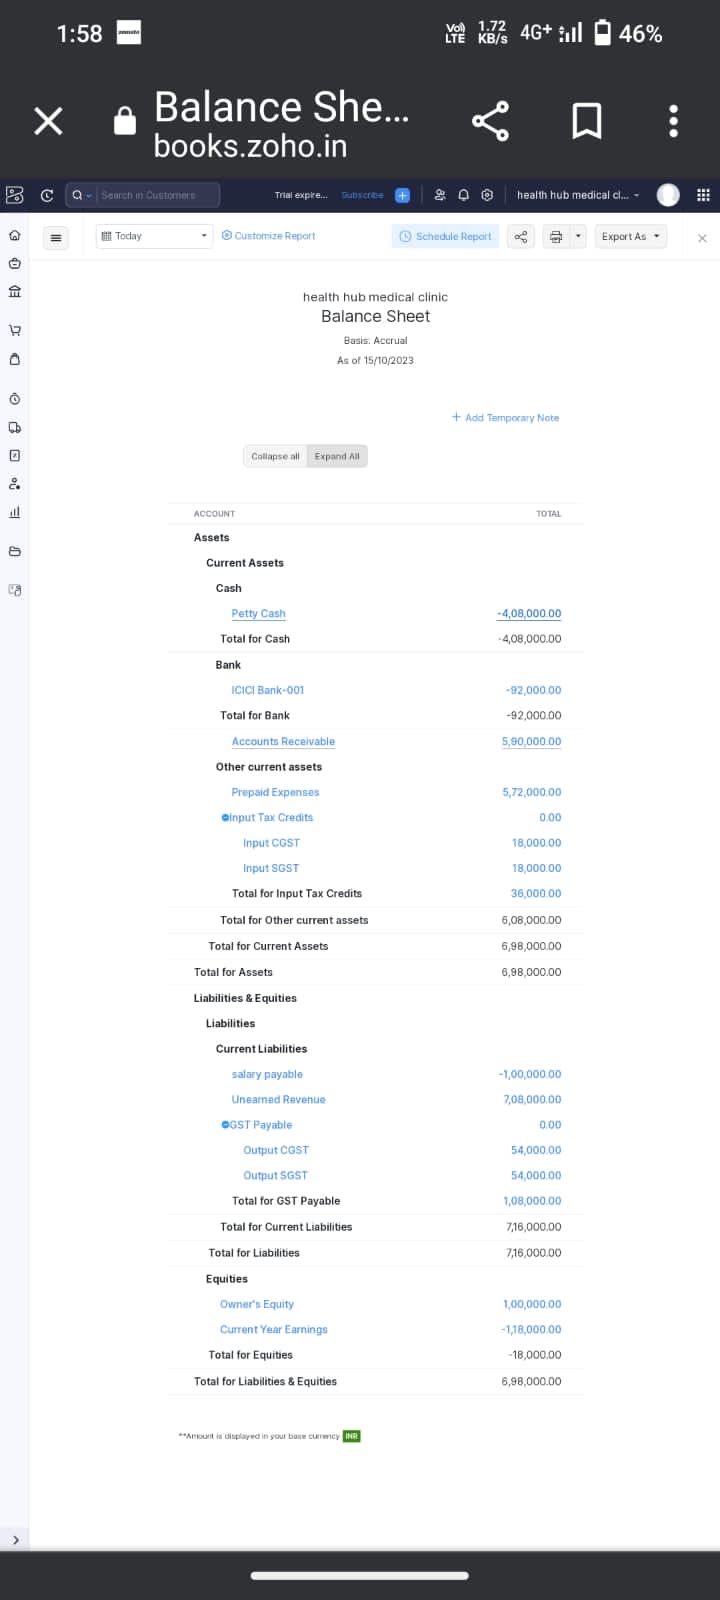 1:58 zomato Vo) LTE 1.72 KB/s 4G+ 46%
Balance She...
books.zoho.in
Search in Customers Trial expire... Subscribe health hub medical cl...
Today Customize Report Schedule Report Export As
health hub medical clinic
Balance Sheet
Basis: Accrual
As of 15/10/2023
+ Add Temporary Note
Collapse all Expand All
ACCOUNT TOTAL
Assets
Current Assets
Cash
Petty Cash -4,08,000.00
Total for Cash -4,08,000.00
Bank
ICICI Bank-001 -92,000.00
Total for Bank -92,000.00
Accounts Receivable 5,90,000.00
Other current assets
Prepaid Expenses 5,72,000.00
Input Tax Credits 0.00
Input CGST 18,000.00
Input SGST 18,000.00
Total for Input Tax Credits 36,000.00
Total for Other current assets 6,08,000.00
Total for Current Assets 6,98,000.00
Total for Assets 6,98,000.00
Liabilities & Equities
Liabilities
Current Liabilities
salary payable -1,00,000.00
Unearned Revenue 7,08,000.00
GST Payable 0.00
Output CGST 54,000.00
Output SGST 54,000.00
Total for GST Payable 1,08,000.00
Total for Current Liabilities 7,16,000.00
Total for Liabilities 7,16,000.00
Equities
Owner's Equity 1,00,000.00
Current Year Earnings -1,18,000.00
Total for Equities -18,000.00
Total for Liabilities & Equities 6,98,000.00
**Amount is displayed in your base currency INR